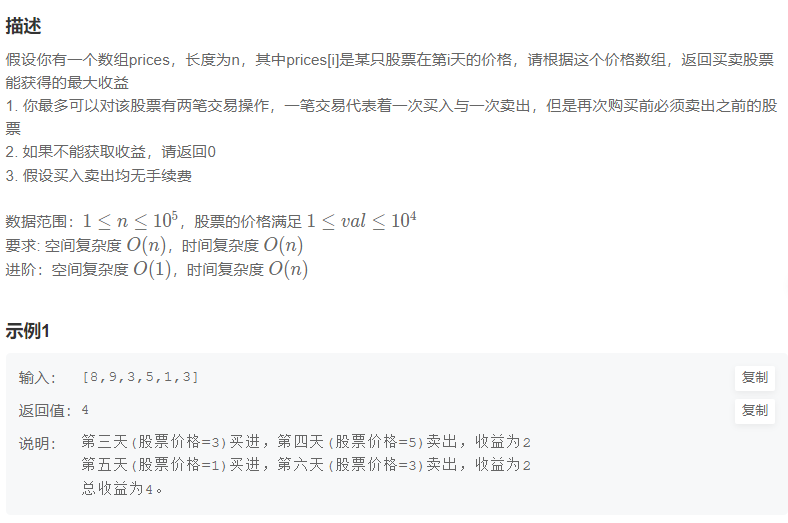 描述
假设你有一个数组prices，长度为n，其中prices[i]是某只股票在第i天的价格，请根据这个价格数组，返回买卖股票
能获得的最大收益
1. 你最多可以对该股票有两笔交易操作，一笔交易代表着一次买入与一次卖出，但是再次购买前必须卖出之前的股
票
2. 如果不能获取收益，请返回0
3. 假设买入卖出均无手续费
数据范围：1 ≤ n ≤ 10⁵，股票的价格满足 1 ≤ val ≤ 10⁴
要求: 空间复杂度 O(n)，时间复杂度 O(n)
进阶：空间复杂度 O(1)，时间复杂度 O(n)
示例1
输入： [8,9,3,5,1,3] 复制
返回值： 4 复制
说明： 第三天(股票价格=3)买进，第四天(股票价格=5)卖出，收益为2
第五天(股票价格=1)买进，第六天(股票价格=3)卖出，收益为2
总收益为4。